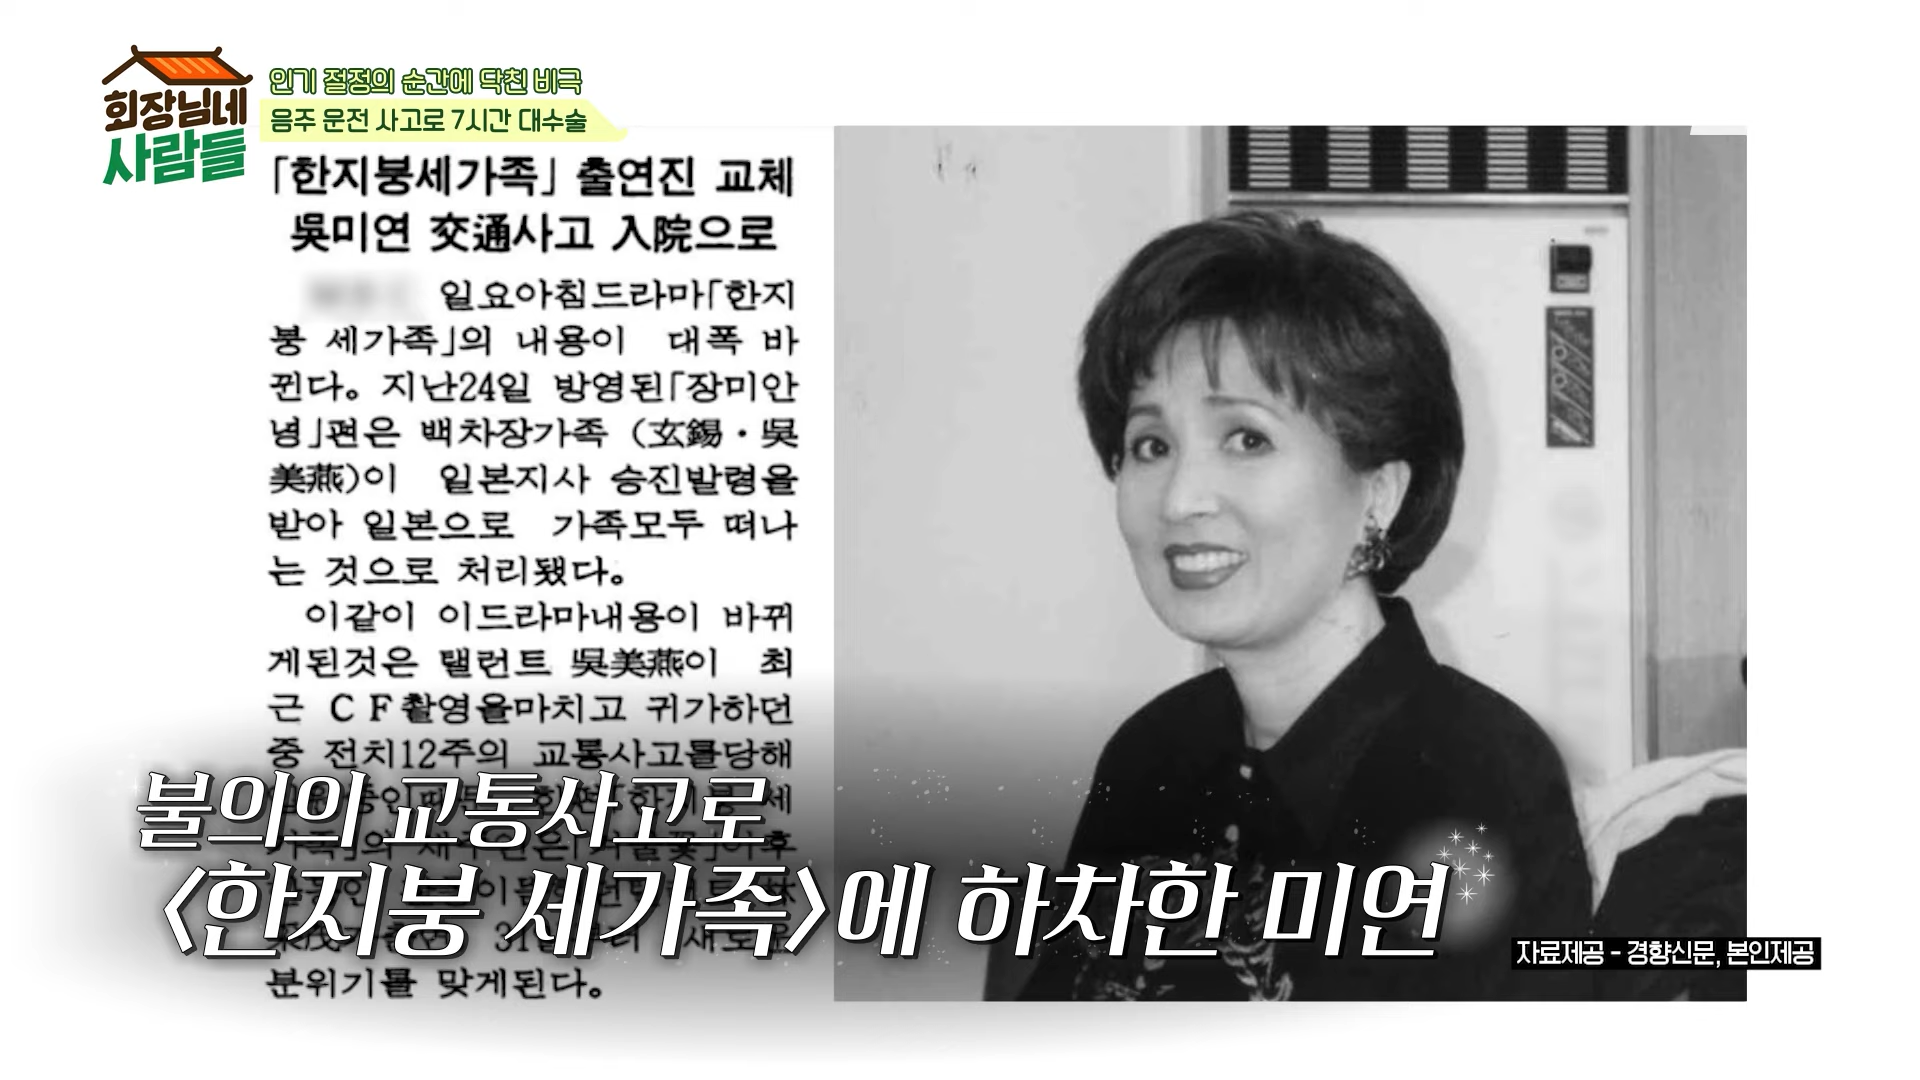 회장님네
사람들
인기 절정의 순간에 닥친 비극
음주 운전 사고로 7시간 대수술
「한지붕세가족」 출연진 교체
吳미연 交通사고 入院으로
일요아침드라마「한지
붕 세가족」의 내용이 대폭 바
뀐다。지난24일 방영된「장미안
녕」편은 백차장가족 (玄錫·吳
美燕)이 일본지사 승진발령을
받아 일본으로 가족모두 떠나
는 것으로 처리됐다。
이같이 이드라마내용이 바뀌
게된것은 탤런트 吳美燕이 최
근 CF촬영을마치고 귀가하던
중 전치12주의 교통사고를당해
세
이후
31일부터 새로운
분위기를 맞게된다。
불의의 교통사고로
<한지붕 세가족>에 하차한 미연
자료제공 - 경향신문, 본인제공